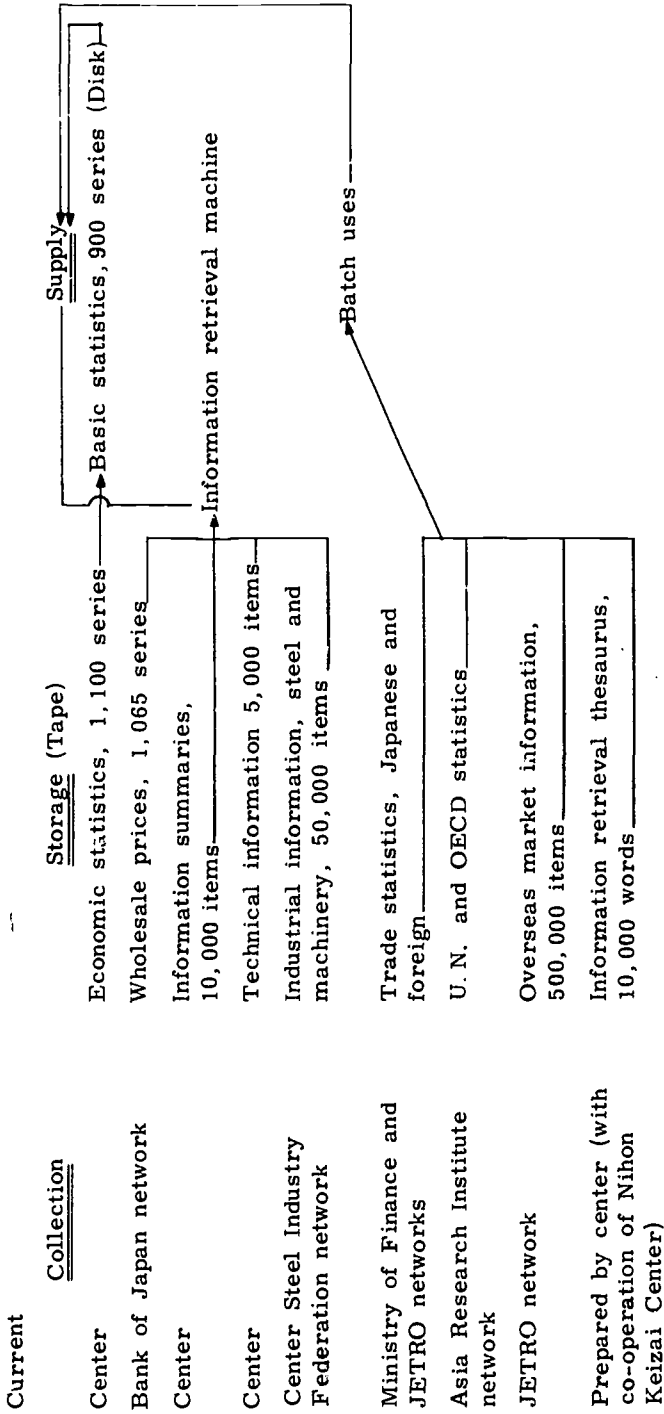 Current
Collection
Center
Bank of Japan network
Center
Center
Center Steel Industry
Federation network
Ministry of Finance and
JETRO networks
Asia Research Institute
network
JETRO network
Prepared by center (with
co-operation of Nihon
Keizai Center)
Storage (Tape)
Economic statistics, 1,100 series
Wholesale prices, 1,065 series
Information summaries,
10,000 items
Technical information 5,000 items
Industrial information, steel and
machinery, 50,000 items
Trade statistics, Japanese and
foreign
U.N. and OECD statistics
Overseas market information,
500,000 items
Information retrieval thesaurus,
10,000 words
Supply
Basic statistics, 900 series (Disk)
Information retrieval machine
Batch uses